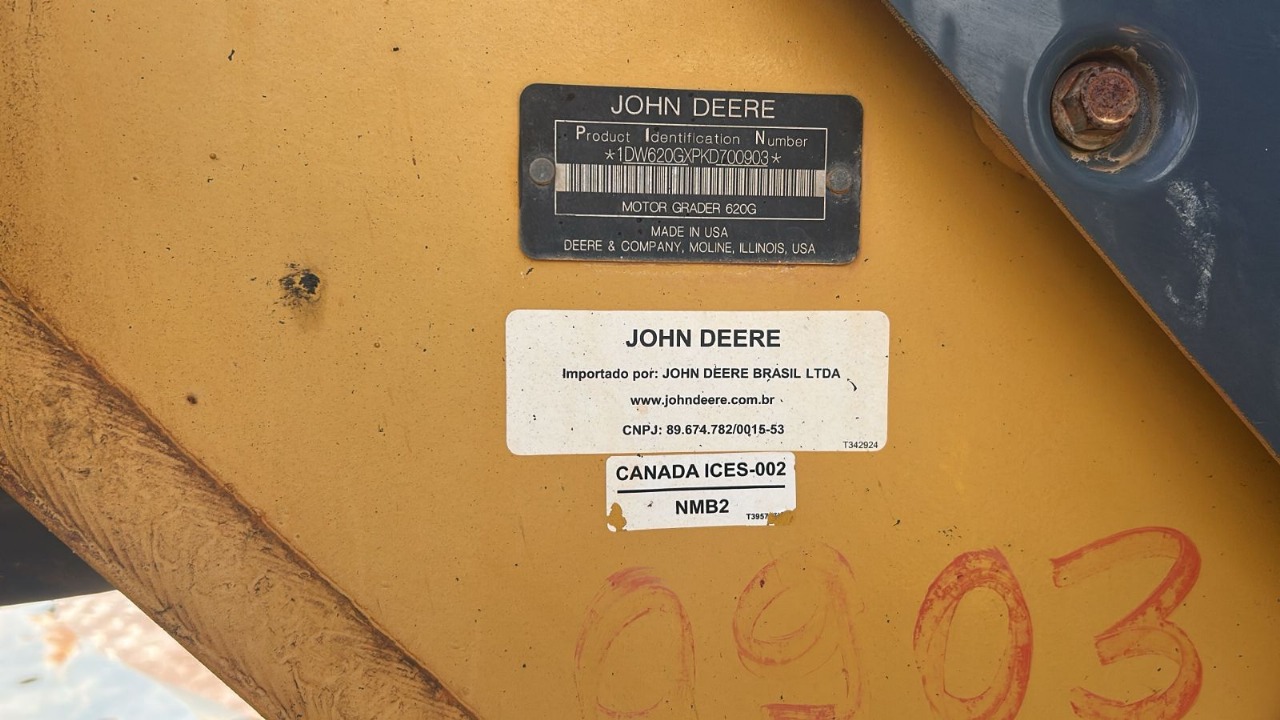 JOHN DEERE
Product Identification Number
*1DW620GXPKD700903*
MOTOR GRADER 620G
MADE IN USA
DEERE & COMPANY, MOLINE, ILLINOIS, USA
JOHN DEERE
Importado por: JOHN DEERE BRASIL LTDA
www.johndeere.com.br
CNPJ: 89.674.782/0015-53
T342924
CANADA ICES-002
NMB2
0903